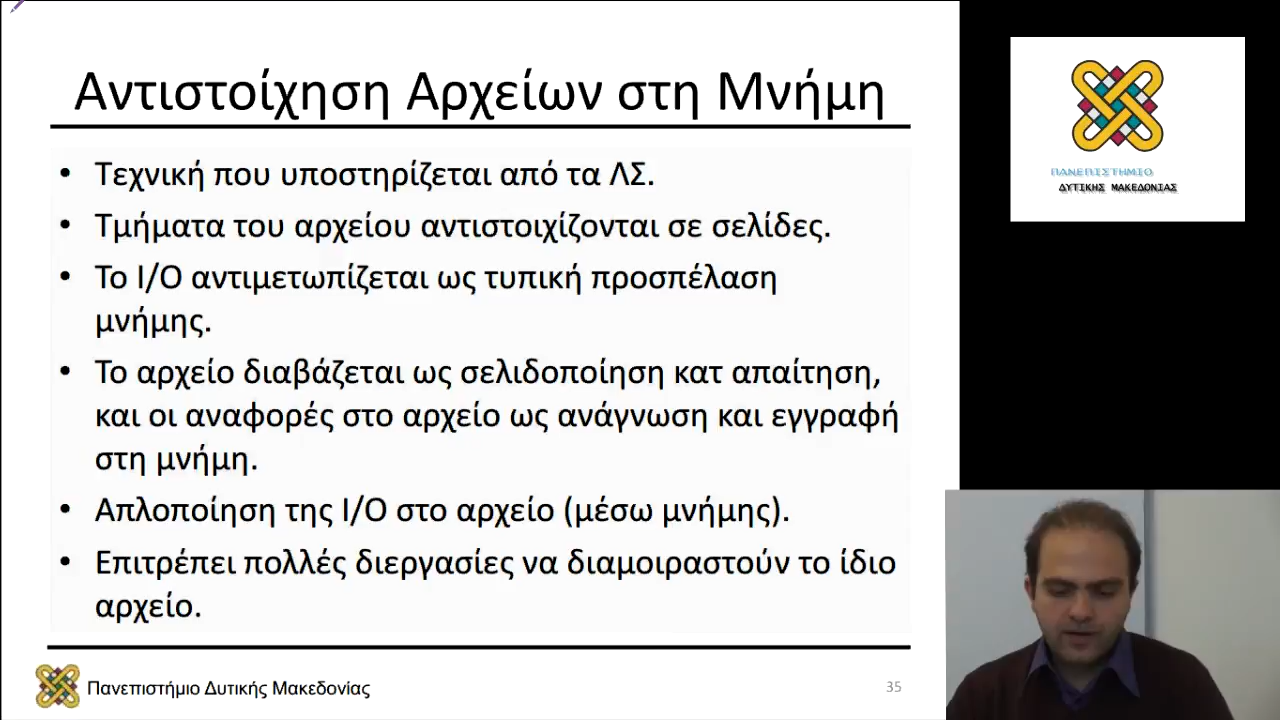 Αντιστοίχηση Αρχείων στη Μνήμη
• Τεχνική που υποστηρίζεται από τα ΛΣ.
• Τμήματα του αρχείου αντιστοιχίζονται σε σελίδες.
• Το I/O αντιμετωπίζεται ως τυπική προσπέλαση
μνήμης.
• Το αρχείο διαβάζεται ως σελιδοποίηση κατ απαίτηση,
και οι αναφορές στο αρχείο ως ανάγνωση και εγγραφή
στη μνήμη.
• Απλοποίηση της I/O στο αρχείο (μέσω μνήμης).
• Επιτρέπει πολλές διεργασίες να διαμοιραστούν το ίδιο
αρχείο.
Πανεπιστήμιο Δυτικής Μακεδονίας
35
ΠΑΝΕΠΙΣΤΗΜΙΟ
ΔΥΤΙΚΗΣ ΜΑΚΕΔΟΝΙΑΣ